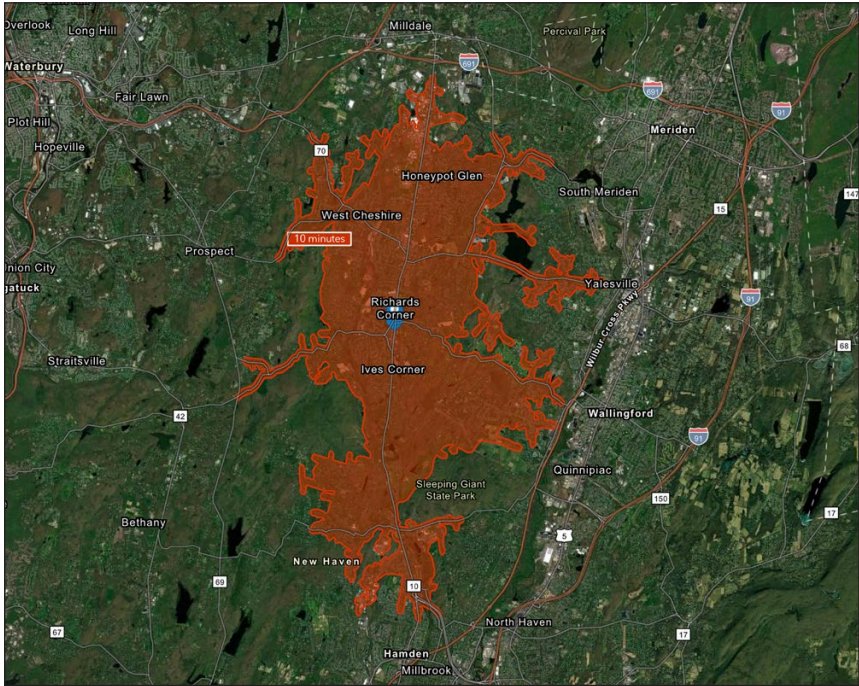 Overlook
Long Hill
Milldale
Percival Park
Waterbury
691
Fair Lawn
691
91
Plot Hill
Meriden
Hopeville
70
Honeypot Glen
South Meriden
147
15
West Cheshire
10 minutes
Prospect
Union City
Yalesville
gatuck
91
Richards
Corner
Wilbur Cross Pkwy
68
Straitsville
Ives Corner
42
Wallingford
91
Quinnipiac
Sleeping Giant
State Park
150
17
Bethany
5
New Haven
69
10
North Haven
67
17
Hamden
Millbrook